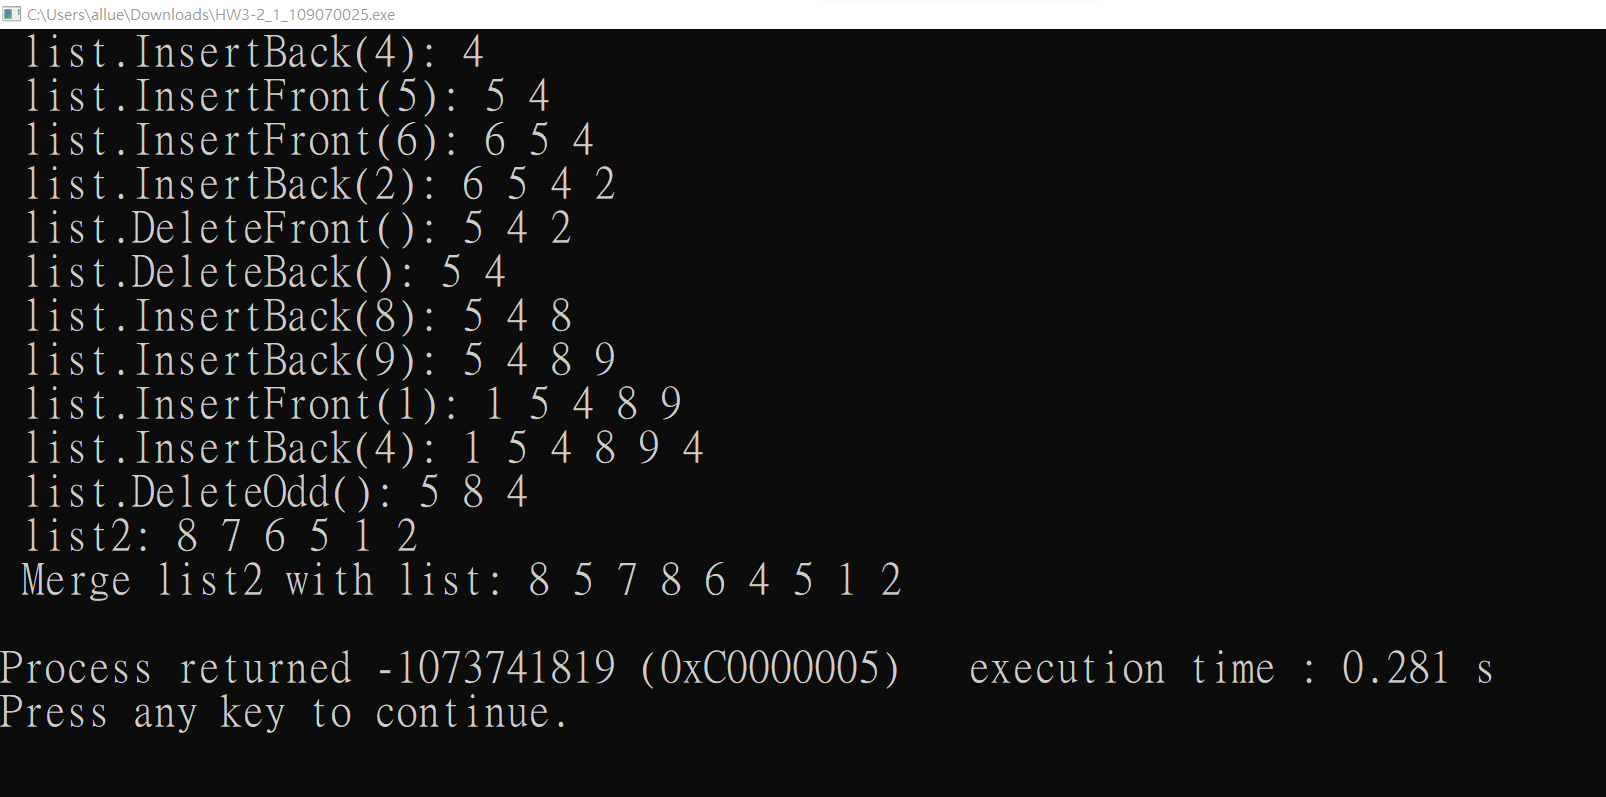 C:\Users\allue\Downloads\HW3-2_1_109070025.exe
list.InsertBack(4): 4
list.InsertFront(5): 5 4
list.InsertFront(6): 6 5 4
list.InsertBack(2): 6 5 4 2
list.DeleteFront(): 5 4 2
list.DeleteBack(): 5 4
list.InsertBack(8): 5 4 8
list.InsertBack(9): 5 4 8 9
list.InsertFront(1): 1 5 4 8 9
list.InsertBack(4): 1 5 4 8 9 4
list.DeleteOdd(): 5 8 4
list2: 8 7 6 5 1 2
Merge list2 with list: 8 5 7 8 6 4 5 1 2
Process returned -1073741819 (0xC0000005)   execution time : 0.281 s
Press any key to continue.